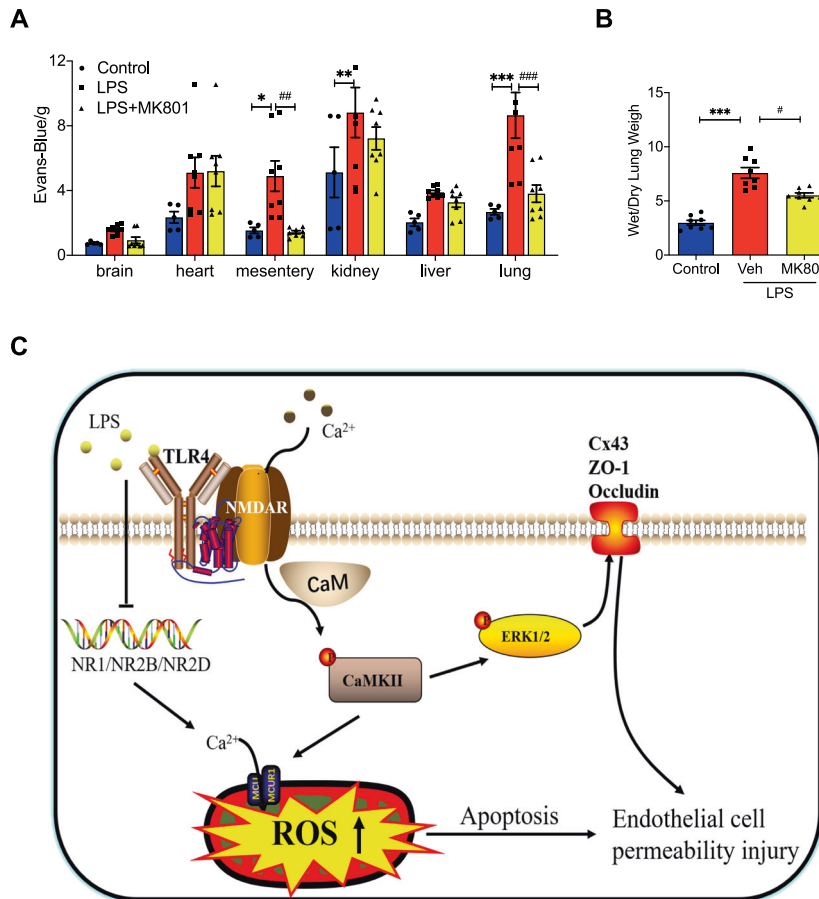 A
Control
LPS
LPS+MK801
Evans-Blue/g
12
8
4
0
*
##
**
***
###
brain
heart
mesentery
kidney
liver
lung
B
Wet/Dry Lung Weigh
15
10
5
0
***
#
Control
Veh
MK80
LPS
C
LPS
Ca²⁺
TLR4
NMDAR
Cx43
ZO-1
Occludin
CaM
NR1/NR2B/NR2D
P
CaMKII
P
ERK1/2
Ca²⁺
MCU
MCUR1
ROS
Apoptosis
Endothelial cell
permeability injury